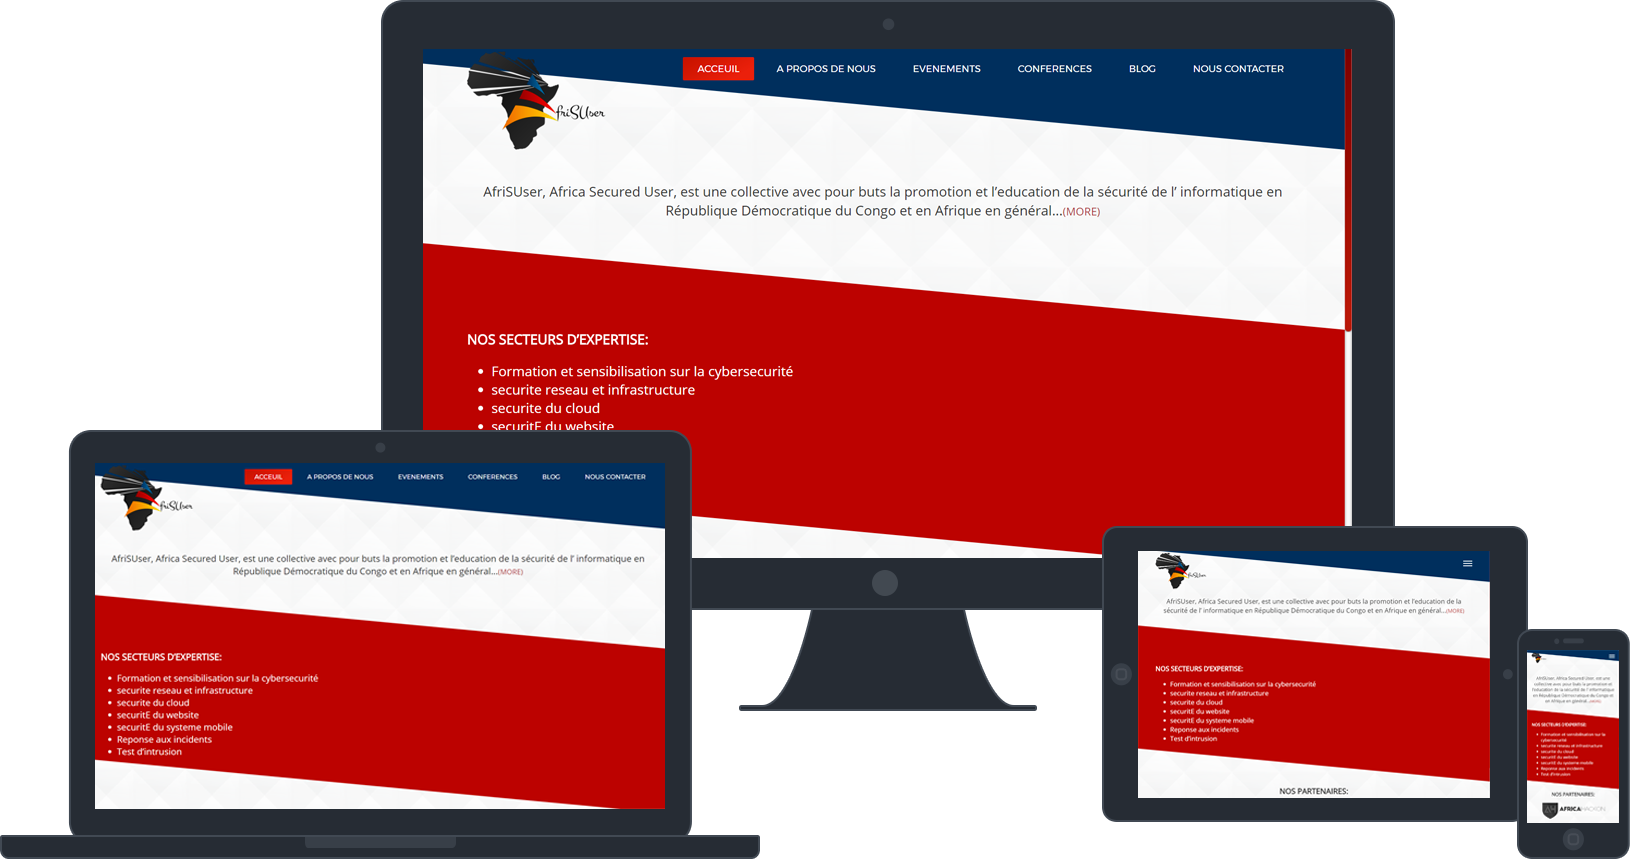 ACCEUIL A PROPOS DE NOUS EVENEMENTS CONFERENCES BLOG NOUS CONTACTER
friSUser
AfriSUser, Africa Secured User, est une collective avec pour buts la promotion et l’education de la sécurité de l’ informatique en
République Démocratique du Congo et en Afrique en général...(MORE)
NOS SECTEURS D’EXPERTISE:
• Formation et sensibilisation sur la cybersecurité
• securite reseau et infrastructure
• securite du cloud
• securitE du website
ACCEUIL A PROPOS DE NOUS EVENEMENTS CONFERENCES BLOG NOUS CONTACTER
friSUser
AfriSUser, Africa Secured User, est une collective avec pour buts la promotion et l’education de la sécurité de l’ informatique en
République Démocratique du Congo et en Afrique en général...(MORE)
NOS SECTEURS D’EXPERTISE:
• Formation et sensibilisation sur la cybersecurité
• securite reseau et infrastructure
• securite du cloud
• securitE du website
• securitE du systeme mobile
• Reponse aux incidents
• Test d’intrusion
friSUser
AfriSUser, Africa Secured User, est une collective avec pour buts la promotion et l’education de la
sécurité de l’ informatique en République Démocratique du Congo et en Afrique en général...(MORE)
NOS SECTEURS D’EXPERTISE:
• Formation et sensibilisation sur la cybersecurité
• securite reseau et infrastructure
• securite du cloud
• securitE du website
• securitE du systeme mobile
• Reponse aux incidents
• Test d’intrusion
NOS PARTENAIRES:
AfriSUser, Africa Secured User, est une
collective avec pour buts la promotion et
l’education de la sécurité de l’ informatique
en République Démocratique du Congo et
en Afrique en général...(MORE)
NOS SECTEURS D’EXPERTISE:
• Formation et sensibilisation sur la
cybersecurité
• securite reseau et infrastructure
• securite du cloud
• securitE du website
• securitE du systeme mobile
• Reponse aux incidents
• Test d’intrusion
NOS PARTENAIRES:
AFRICAHACKON